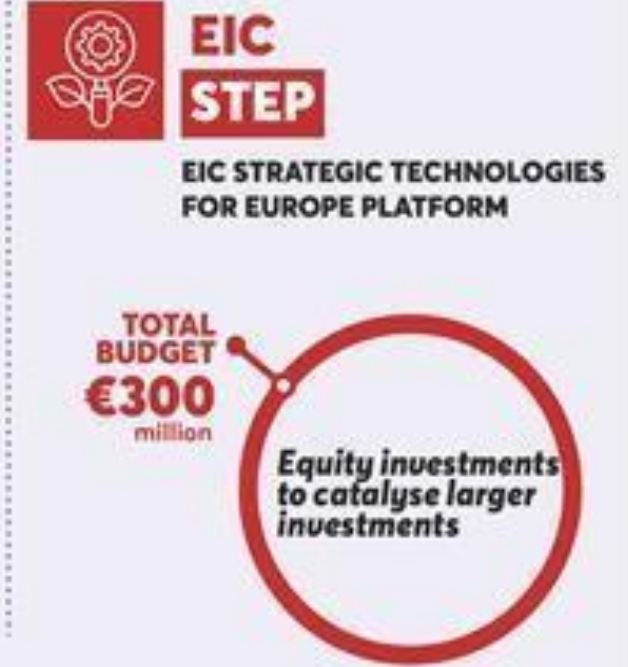 EIC
STEP
EIC STRATEGIC TECHNOLOGIES
FOR EUROPE PLATFORM
TOTAL
BUDGET
€300
million
Equity investments
to catalyse larger
investments